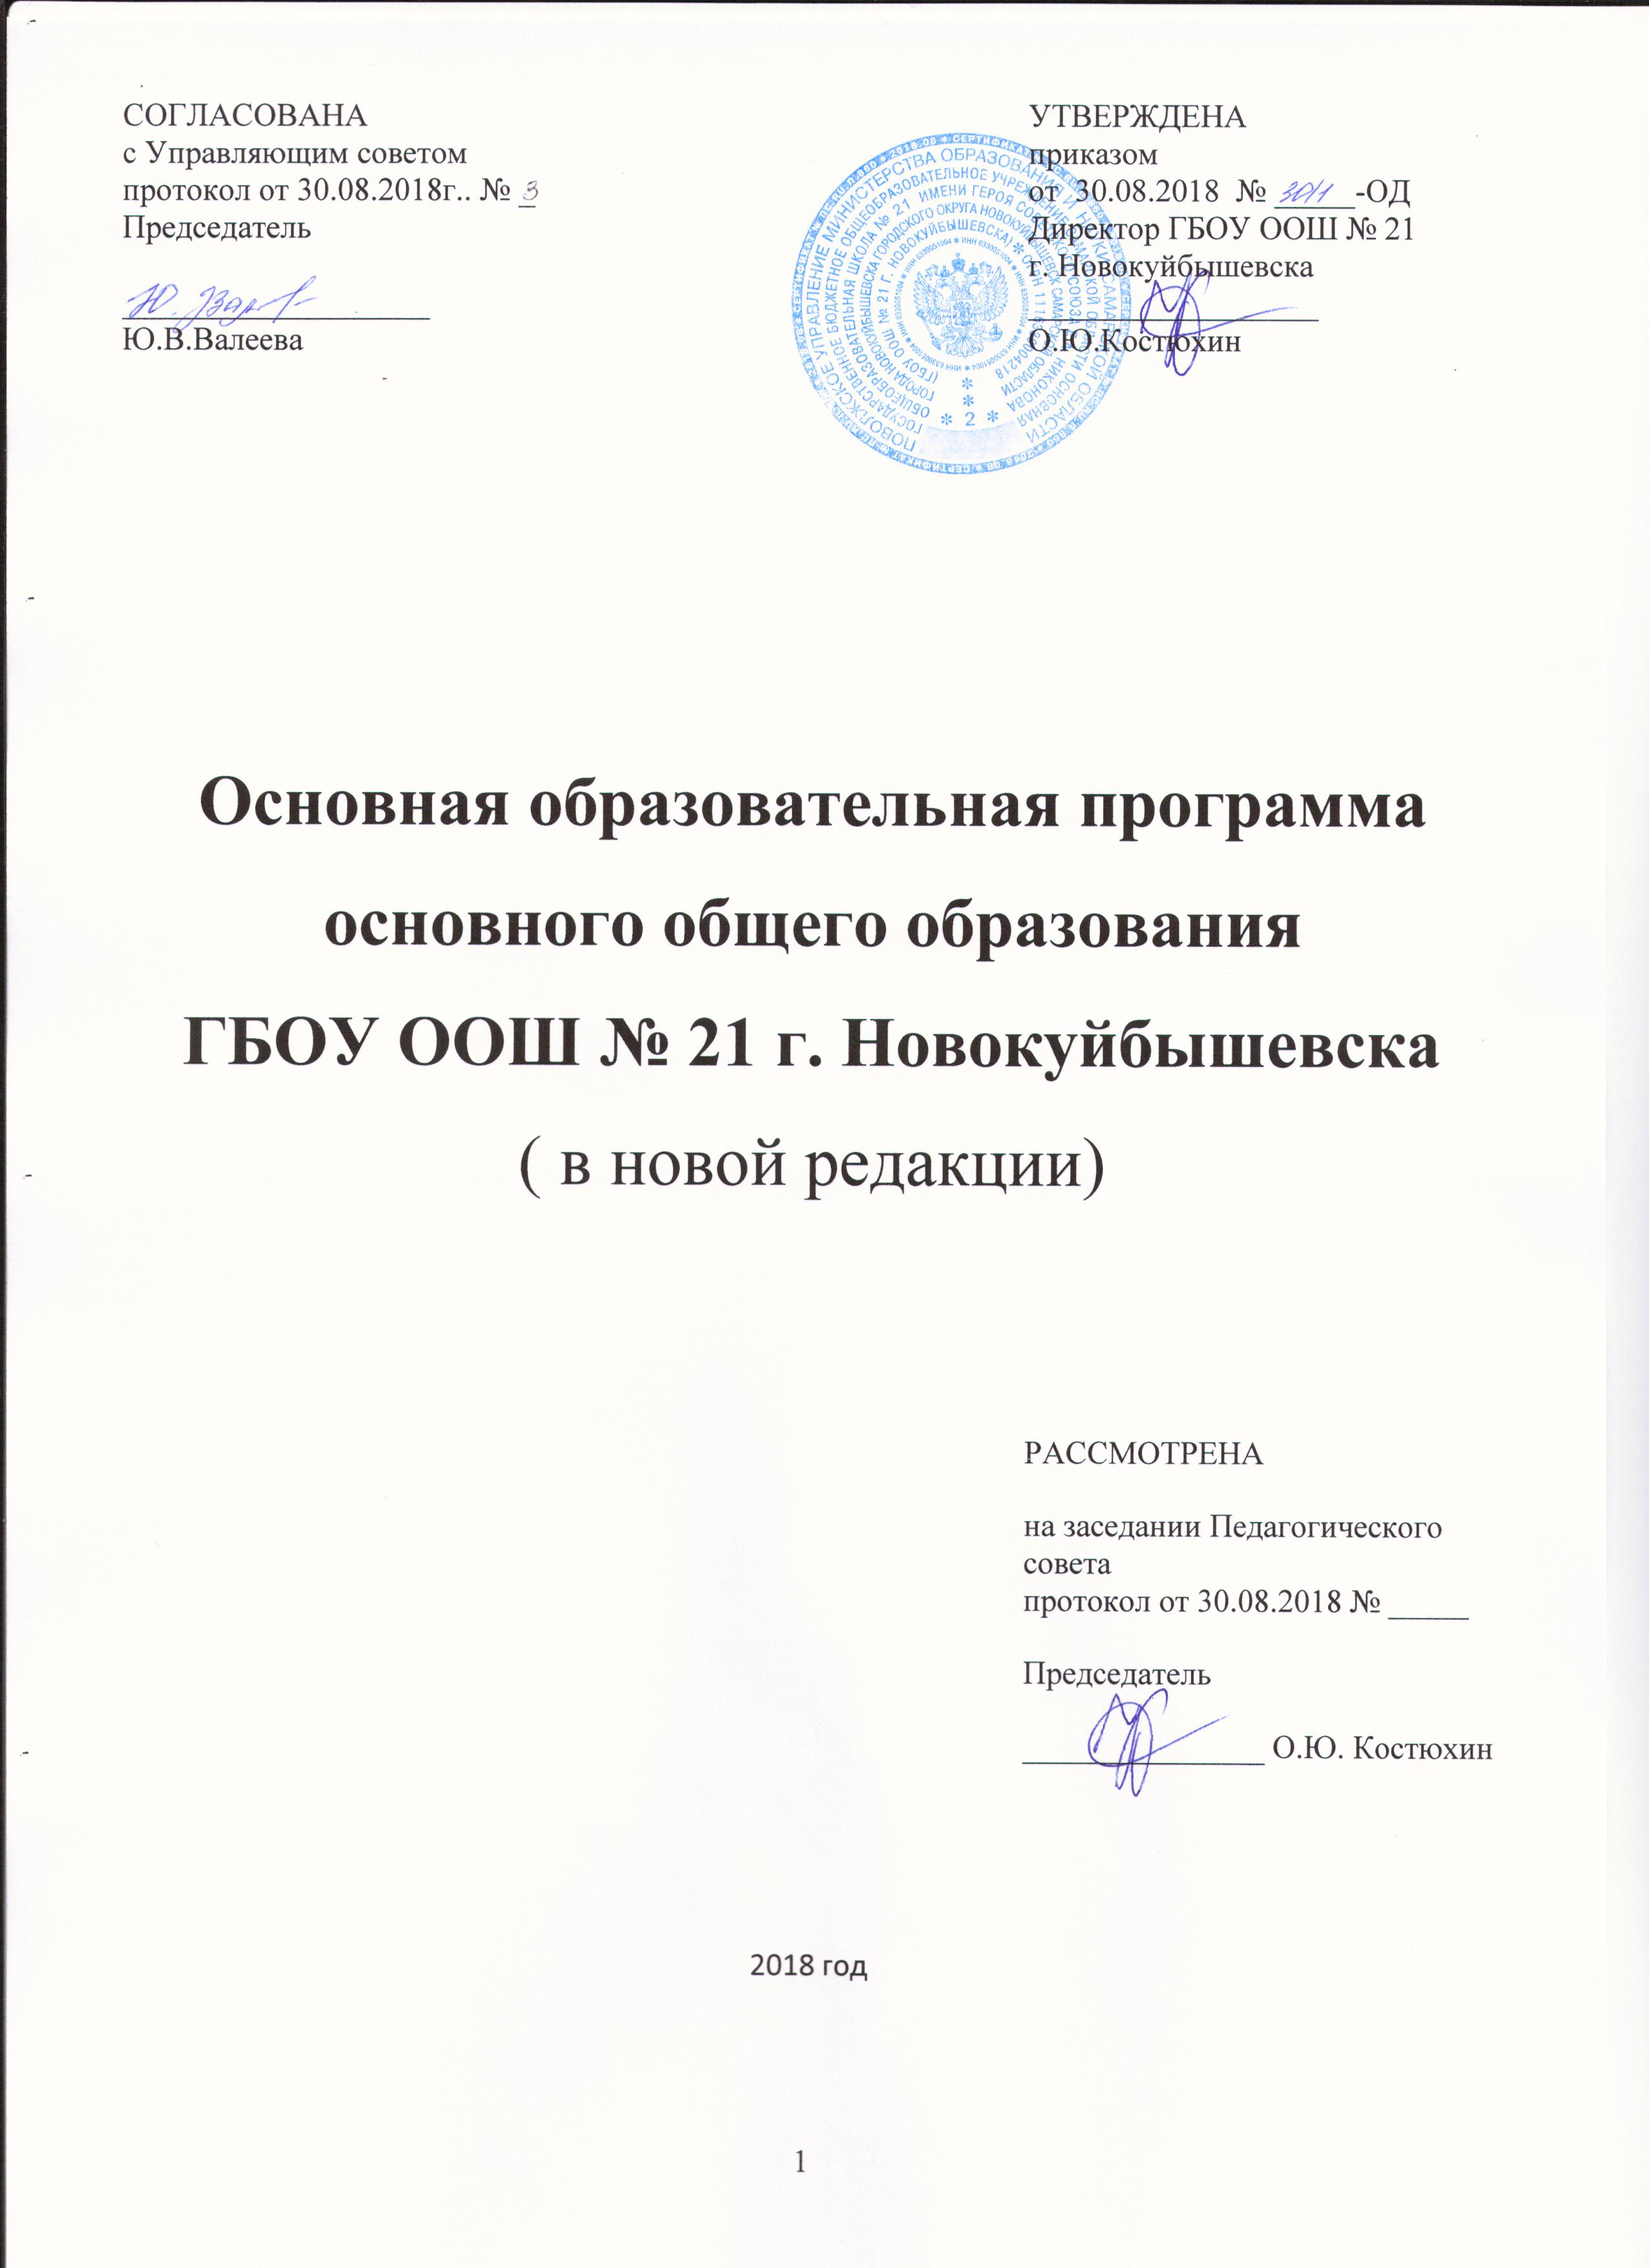 СОГЛАСОВАНА
с Управляющим советом
протокол от 30.08.2018г.. № 3
Председатель
Ю.В.Валеева
УТВЕРЖДЕНА
приказом
от 30.08.2018 № 30/1 -ОД
Директор ГБОУ ООШ № 21
г. Новокуйбышевска
О.Ю.Костюхин
Основная образовательная программа
основного общего образования
ГБОУ ООШ № 21 г. Новокуйбышевска
( в новой редакции)
РАССМОТРЕНА
на заседании Педагогического
совета
протокол от 30.08.2018 № _____
Председатель
О.Ю. Костюхин
2018 год
1